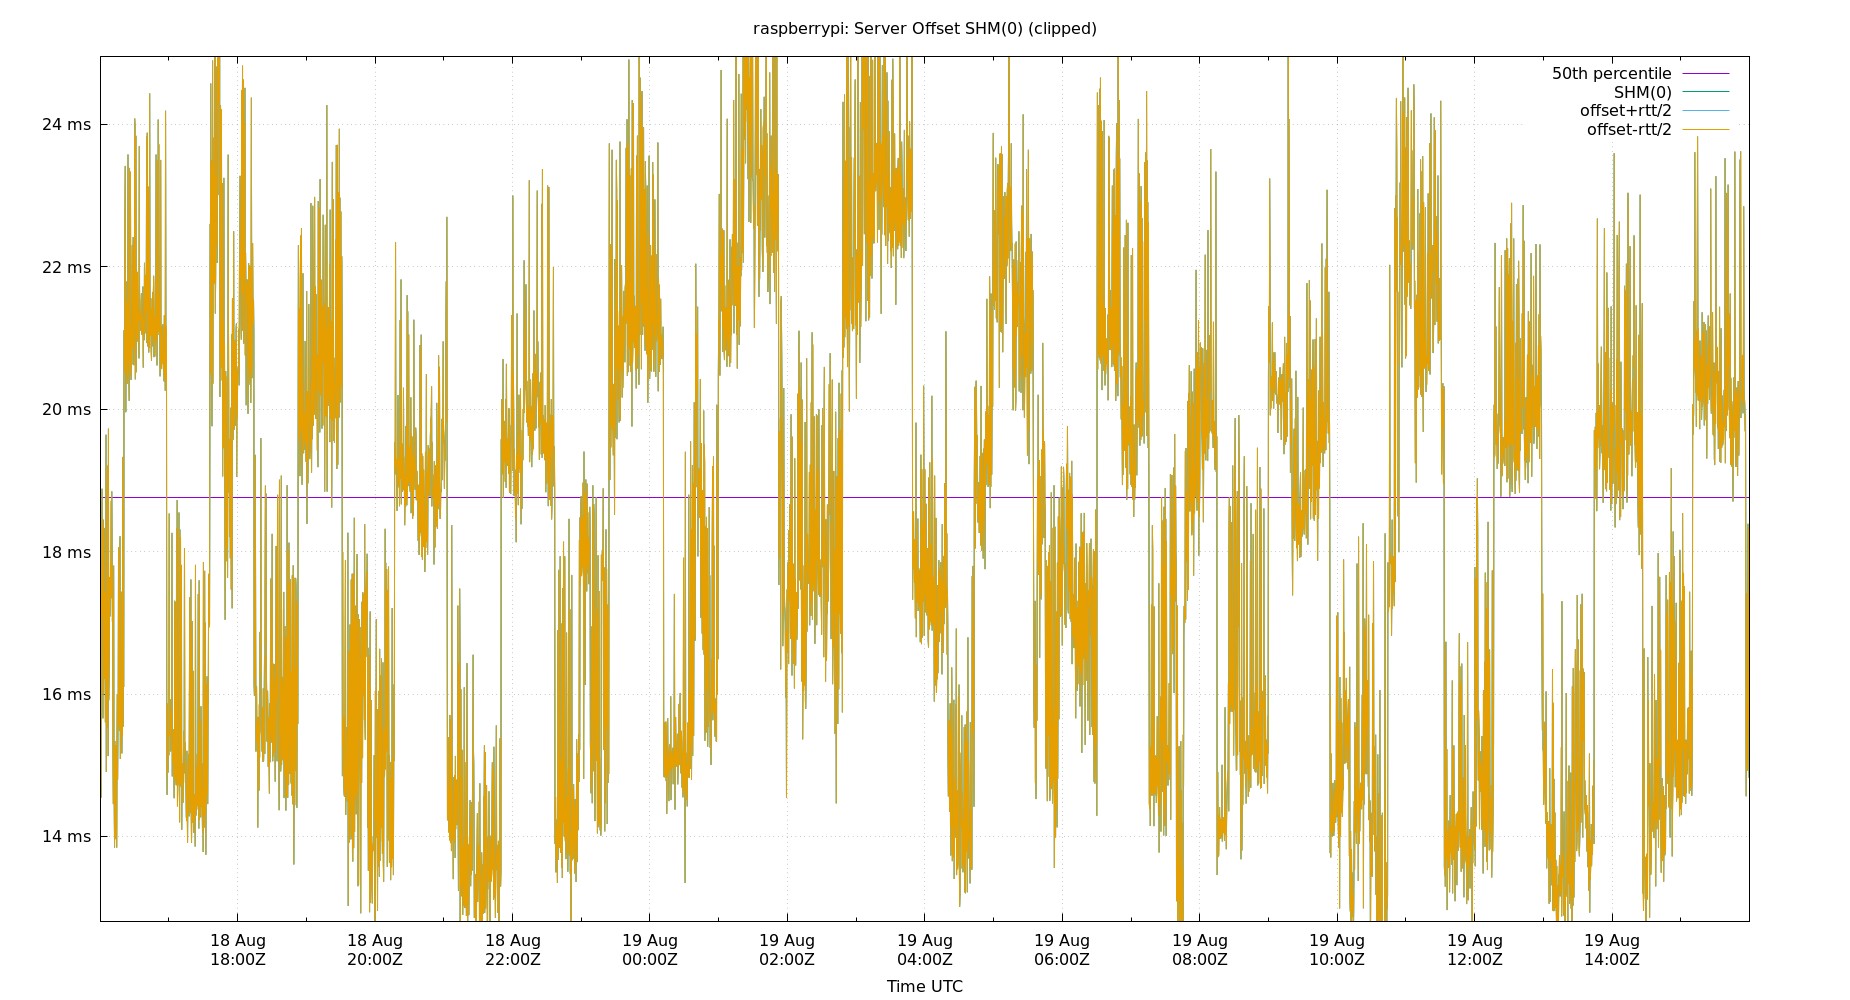 raspberrypi: Server Offset SHM(0) (clipped)
50th percentile
SHM(0)
offset+rtt/2
offset-rtt/2
24 ms
22 ms
20 ms
18 ms
16 ms
14 ms
18 Aug 18 Aug 18 Aug 19 Aug 19 Aug 19 Aug 19 Aug 19 Aug 19 Aug 19 Aug 19 Aug
18:00Z 20:00Z 22:00Z 00:00Z 02:00Z 04:00Z 06:00Z 08:00Z 10:00Z 12:00Z 14:00Z
Time UTC